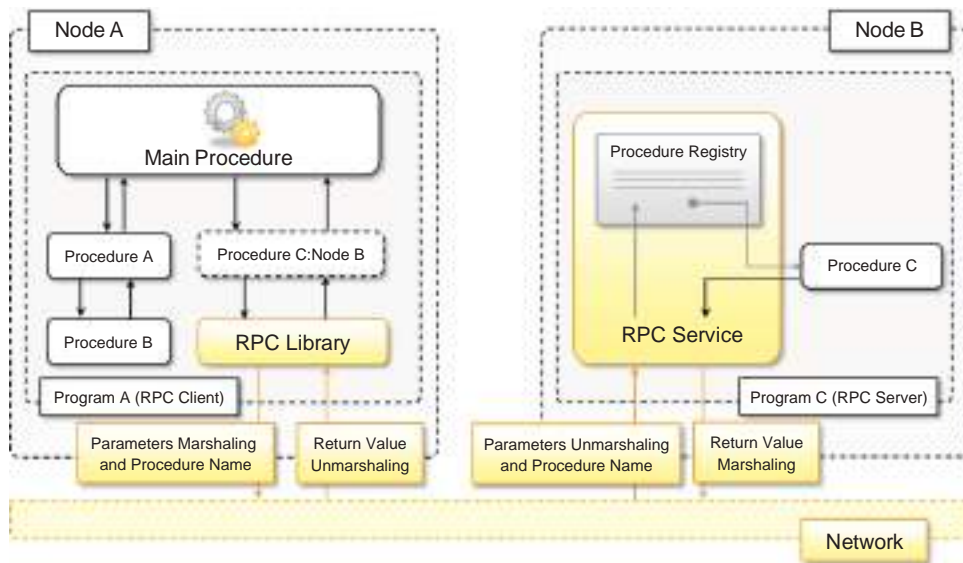 Node A
Node B
Main Procedure
Procedure Registry
Procedure A
Procedure C:Node B
Procedure C
Procedure B
RPC Library
RPC Service
Program A (RPC Client)
Program C (RPC Server)
Parameters Marshaling
and Procedure Name
Return Value
Unmarshaling
Parameters Unmarshaling
and Procedure Name
Return Value
Marshaling
Network